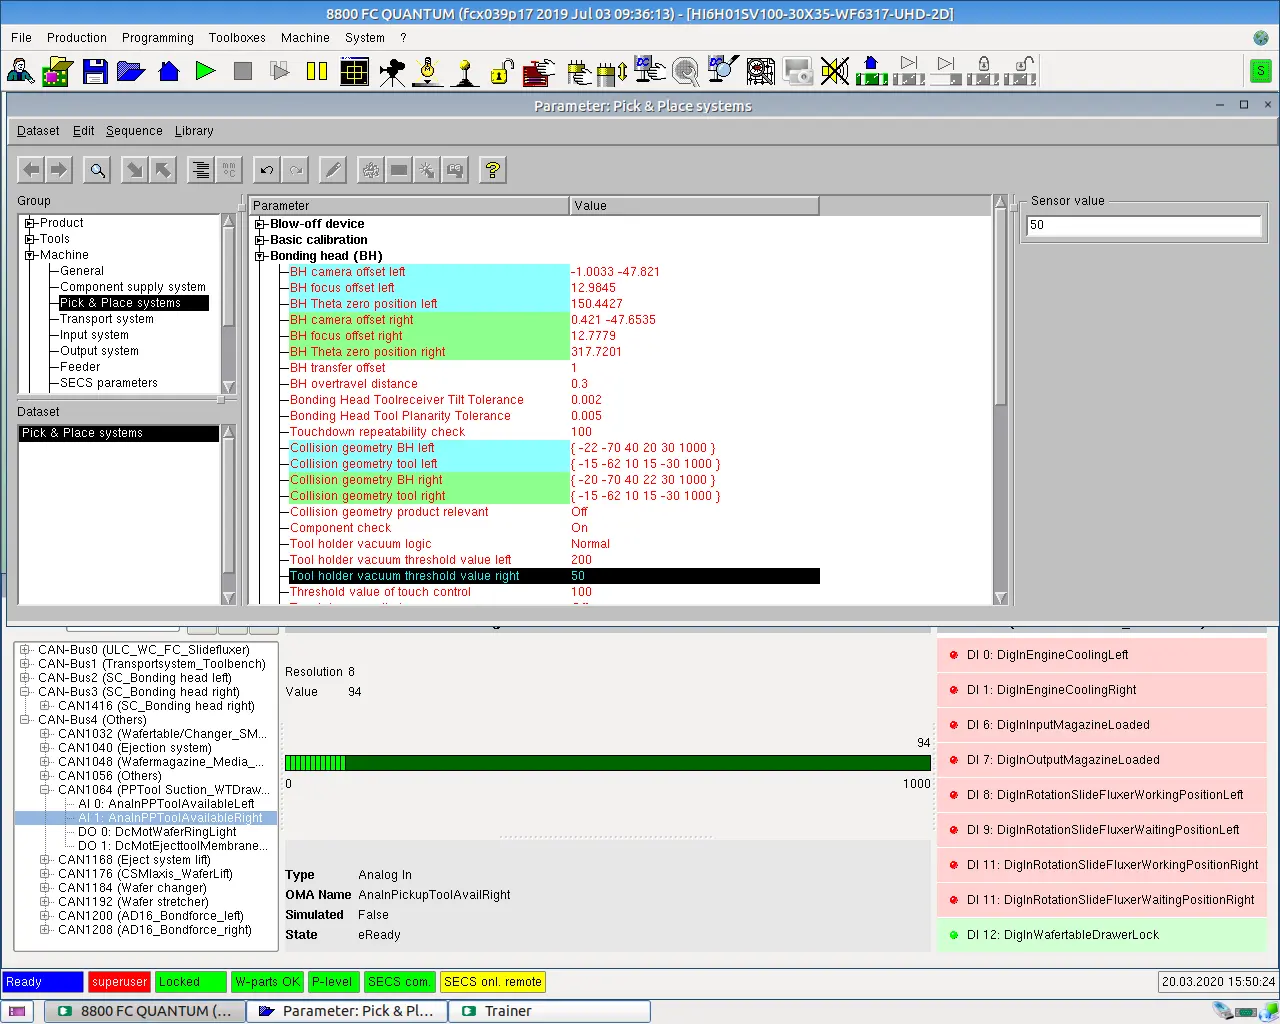 8800 FC QUANTUM (fcx039p17 2019 Jul 03 09:36:13) - [HI6H01SV100-30X35-WF6317-UHD-2D]
File Production Programming Toolboxes Machine System ?
S
Parameter: Pick & Place systems
Dataset Edit Sequence Library
Group
Product
Tools
Machine
General
Component supply system
Pick & Place systems
Transport system
Input system
Output system
Feeder
SECS parameters
Dataset
Pick & Place systems
Parameter Value
Blow-off device
Basic calibration
Bonding head (BH)
BH camera offset left -1.0033 -47.821
BH focus offset left 12.9845
BH Theta zero position left 150.4427
BH camera offset right 0.421 -47.6535
BH focus offset right 12.7779
BH Theta zero position right 317.7201
BH transfer offset 1
BH overtravel distance 0.3
Bonding Head Toolreceiver Tilt Tolerance 0.002
Bonding Head Tool Planarity Tolerance 0.005
Touchdown repeatability check 100
Collision geometry BH left { -22 -70 40 20 30 1000 }
Collision geometry tool left { -15 -62 10 15 -30 1000 }
Collision geometry BH right { -20 -70 40 22 30 1000 }
Collision geometry tool right { -15 -62 10 15 -30 1000 }
Collision geometry product relevant Off
Component check On
Tool holder vacuum logic Normal
Tool holder vacuum threshold value left 200
Tool holder vacuum threshold value right 50
Threshold value of touch control 100
Sensor value
50
CAN-Bus0 (ULC_WC_FC_Slidefluxer)
CAN-Bus1 (Transportsystem_Toolbench)
CAN-Bus2 (SC_Bonding head left)
CAN-Bus3 (SC_Bonding head right)
CAN1416 (SC_Bonding head right)
CAN-Bus4 (Others)
CAN1032 (Wafertable/Changer_SM...
CAN1040 (Ejection system)
CAN1048 (Wafermagazine_Media_...
CAN1056 (Others)
CAN1064 (PPTool Suction_WTDraw...
AI 0: AnaInPPToolAvailableLeft
AI 1: AnaInPPToolAvailableRight
DO 0: DcMotWaferRingLight
DO 1: DcMotEjecttoolMembrane...
CAN1168 (Eject system lift)
CAN1176 (CSMIaxis_WaferLift)
CAN1184 (Wafer changer)
CAN1192 (Wafer stretcher)
CAN1200 (AD16_Bondforce_left)
CAN1208 (AD16_Bondforce_right)
Resolution 8
Value 94
94
0 1000
Type Analog In
OMA Name AnaInPickupToolAvailRight
Simulated False
State eReady
DI 0: DigInEngineCoolingLeft
DI 1: DigInEngineCoolingRight
DI 6: DigInInputMagazineLoaded
DI 7: DigInOutputMagazineLoaded
DI 8: DigInRotationSlideFluxerWorkingPositionLeft
DI 9: DigInRotationSlideFluxerWaitingPositionLeft
DI 11: DigInRotationSlideFluxerWorkingPositionRight
DI 11: DigInRotationSlideFluxerWaitingPositionRight
DI 12: DigInWafertableDrawerLock
Ready superuser Locked W-parts OK P-level SECS com. SECS onl. remote 20.03.2020 15:50:24
8800 FC QUANTUM (... Parameter: Pick & Pl... Trainer